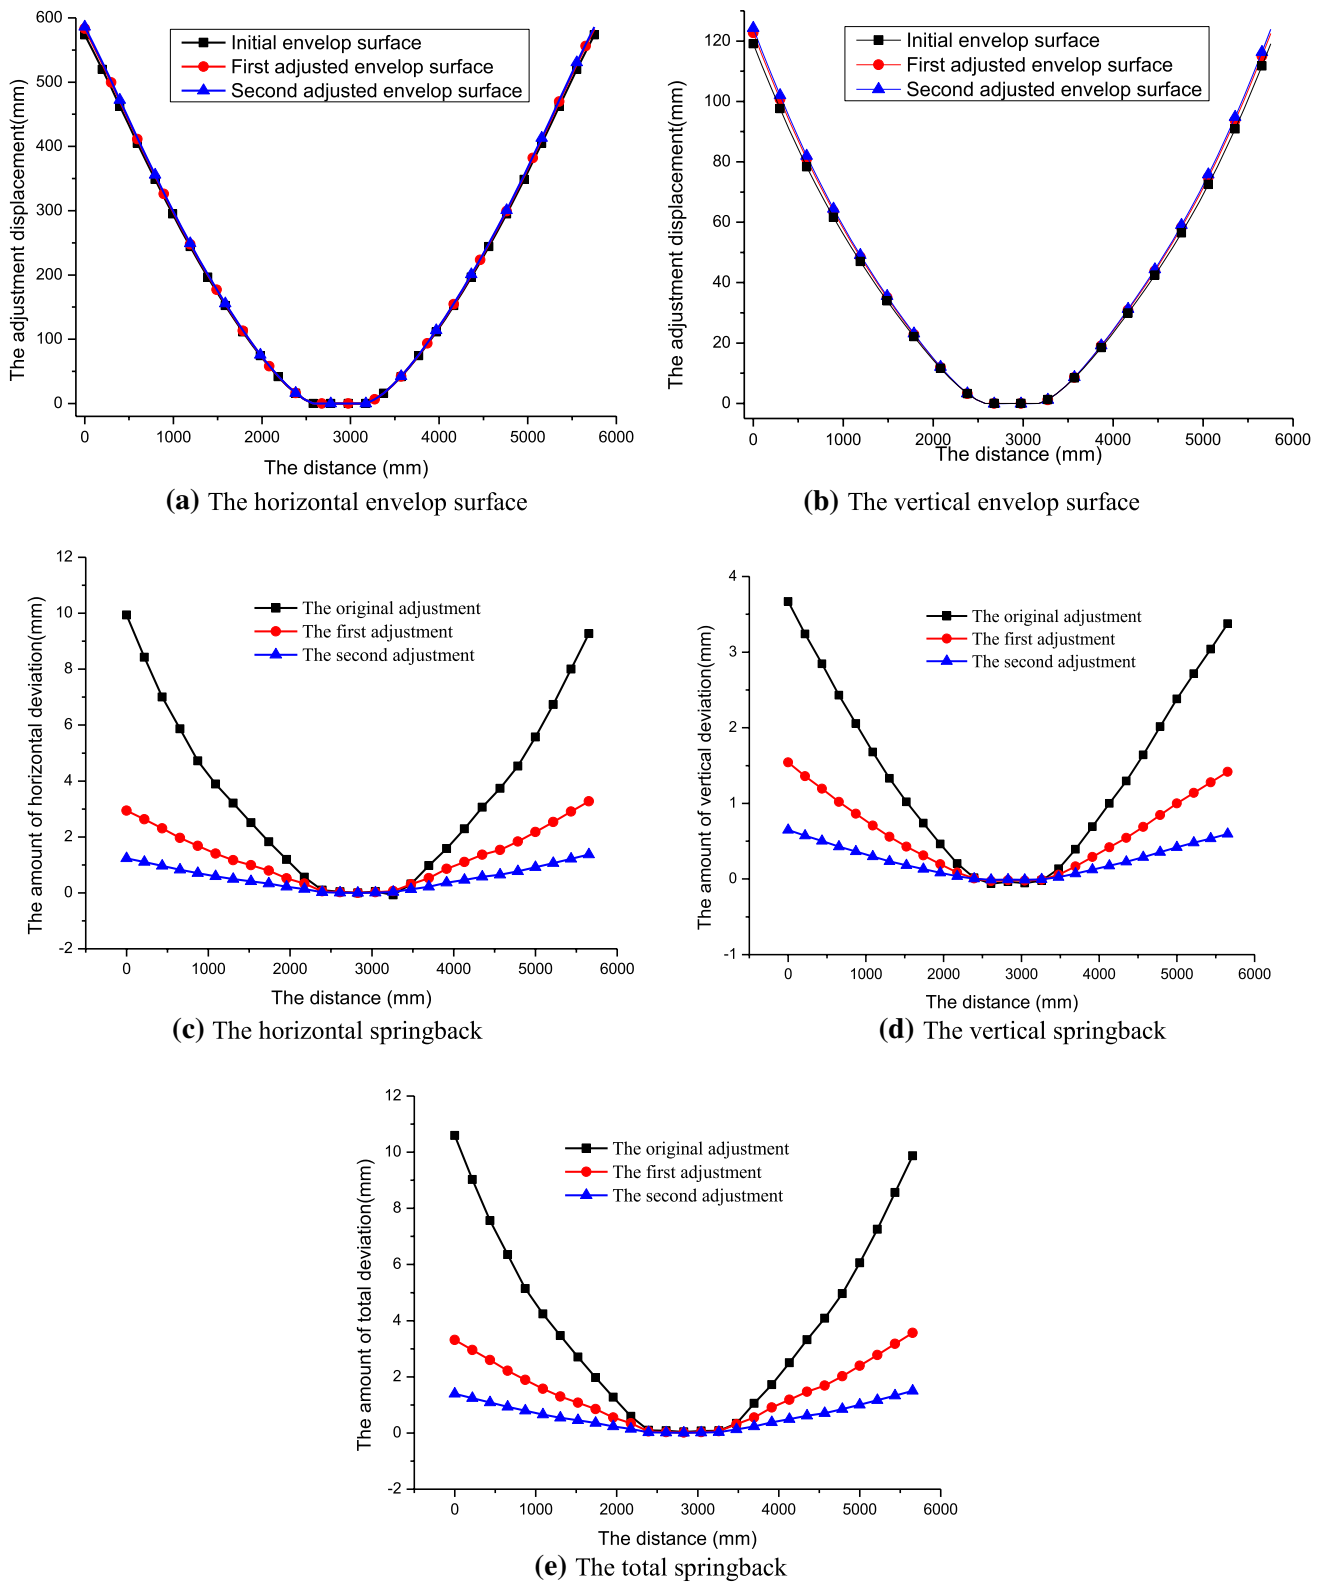 600
500
400
300
200
100
0
The adjustment displacement(mm)
Initial envelop surface
First adjusted envelop surface
Second adjusted envelop surface
0 1000 2000 3000 4000 5000 6000
The distance (mm)
(a) The horizontal envelop surface
120
100
80
60
40
20
0
The adjustment displacement(mm)
Initial envelop surface
First adjusted envelop surface
Second adjusted envelop surface
0 1000 2000 3000 4000 5000 6000
The distance (mm)
(b) The vertical envelop surface
12
10
8
6
4
2
0
-2
The amount of horizontal deviation(mm)
The original adjustment
The first adjustment
The second adjustment
0 1000 2000 3000 4000 5000 6000
The distance (mm)
(c) The horizontal springback
4
3
2
1
0
-1
The amount of vertical deviation(mm)
The original adjustment
The first adjustment
The second adjustment
0 1000 2000 3000 4000 5000 6000
The distance (mm)
(d) The vertical springback
12
10
8
6
4
2
0
-2
The amount of total deviation(mm)
The original adjustment
The first adjustment
The second adjustment
0 1000 2000 3000 4000 5000 6000
The distance (mm)
(e) The total springback